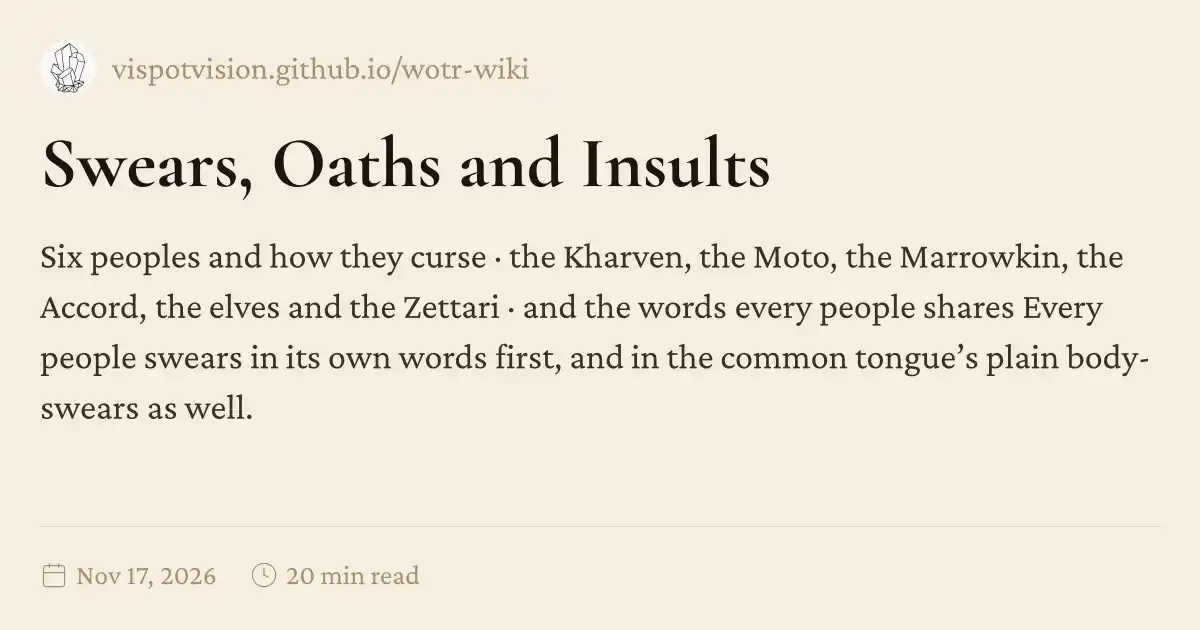 vispotvision.github.io/wotr-wiki
Swears, Oaths and Insults
Six peoples and how they curse · the Kharven, the Moto, the Marrowkin, the
Accord, the elves and the Zettari · and the words every people shares Every
people swears in its own words first, and in the common tongue’s plain body-
swears as well.
Nov 17, 2026
20 min read